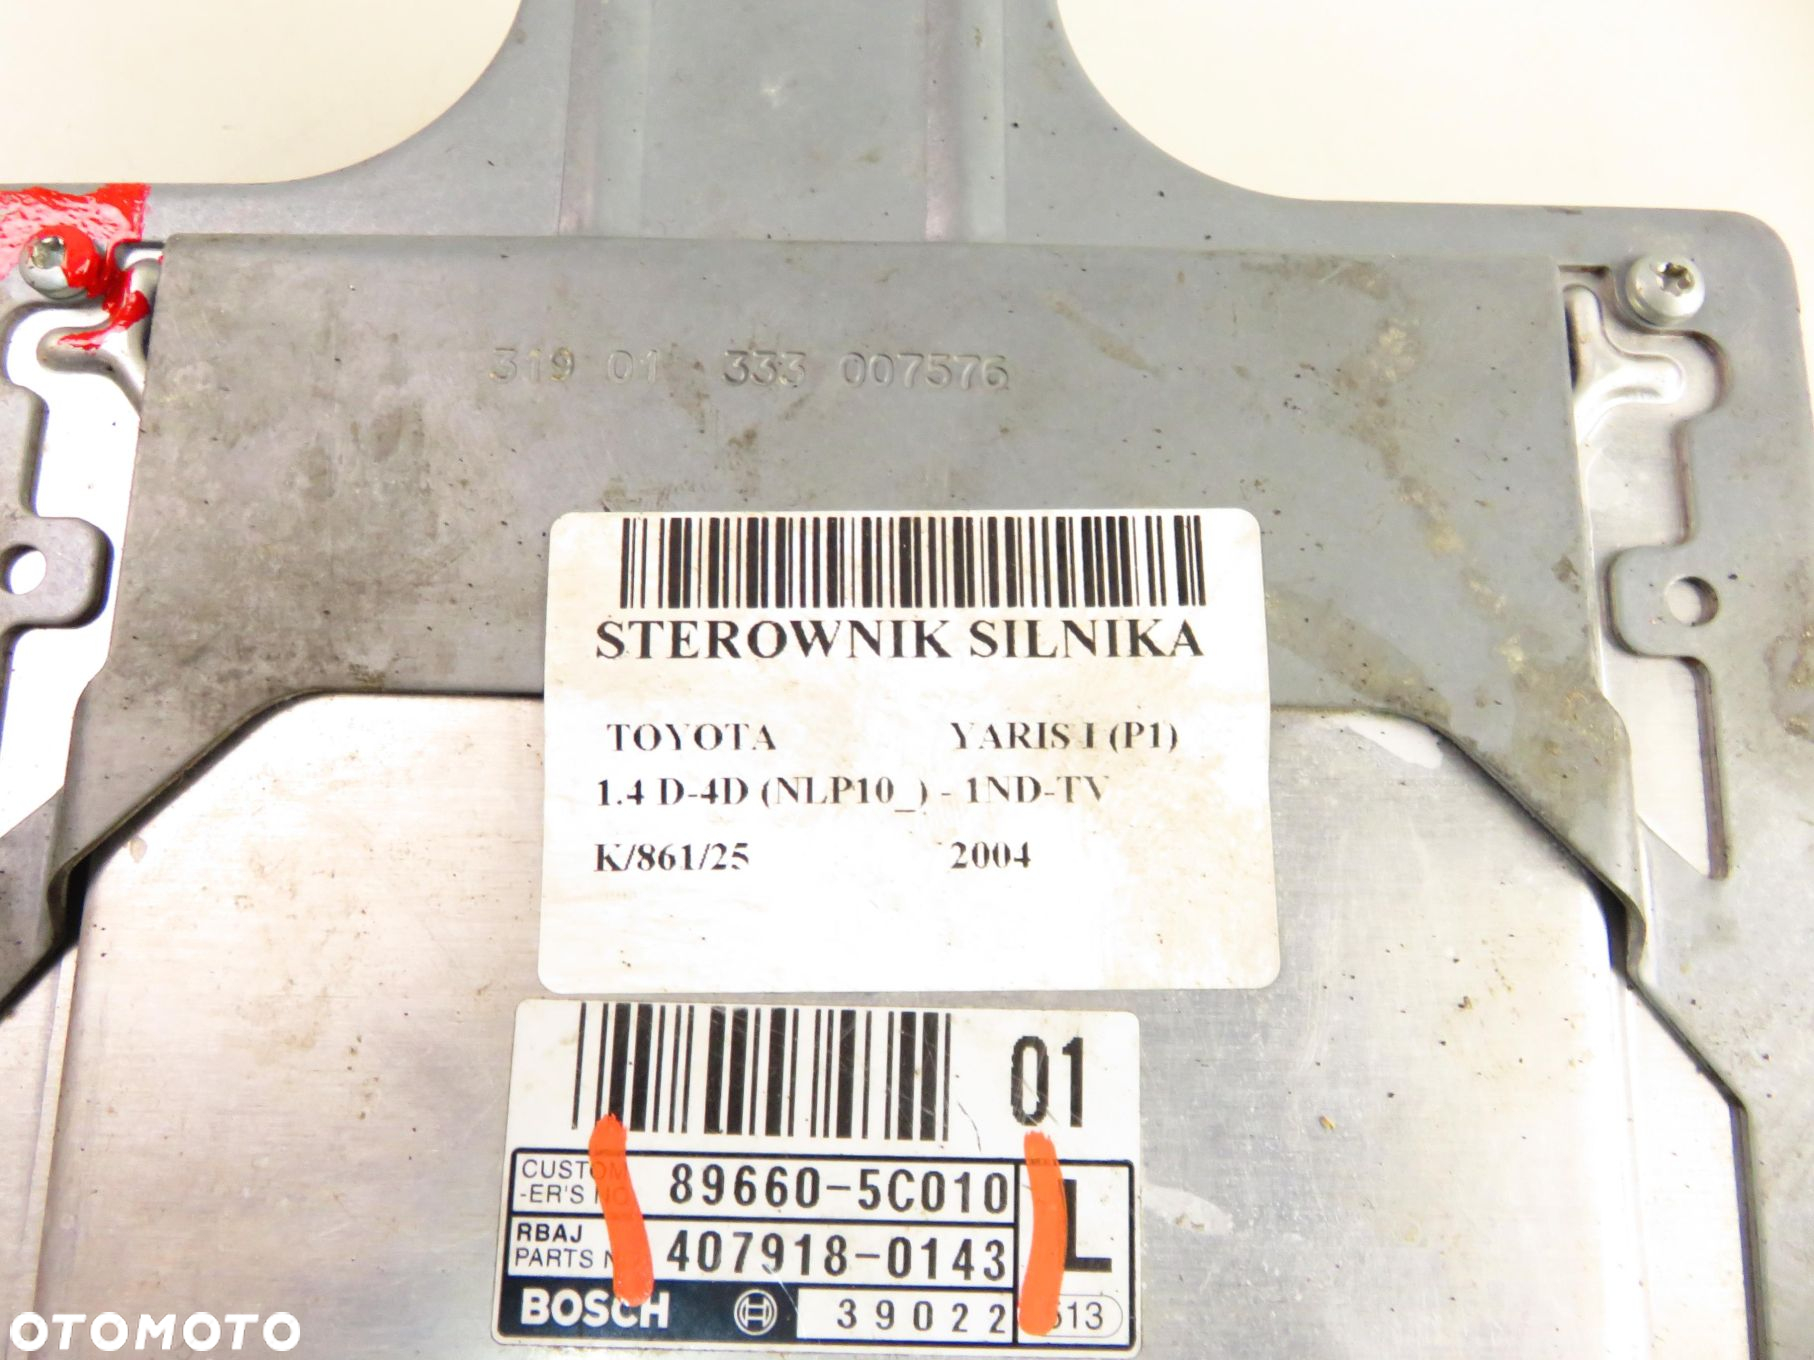 319 01 333 007576
STEROWNIK SILNIKA
TOYOTA YARIS I (P1)
1.4 D-4D (NLP10_) - 1ND-TV
K/861/25 2004
01
CUSTOM
-ER'S NO. 89660-5C010
L
RBAJ
PARTS N 407918-0143
BOSCH 39022 513
OTOMOTO